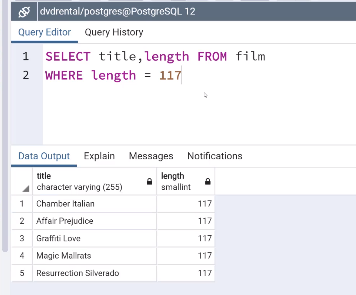 dvdrental/postgres@PostgreSQL 12
Query Editor Query History
1 SELECT title,length FROM film
2 WHERE length = 117
Data Output Explain Messages Notifications
title length
character varying (255) smallint
1 Chamber Italian 117
2 Affair Prejudice 117
3 Graffiti Love 117
4 Magic Mallrats 117
5 Resurrection Silverado 117